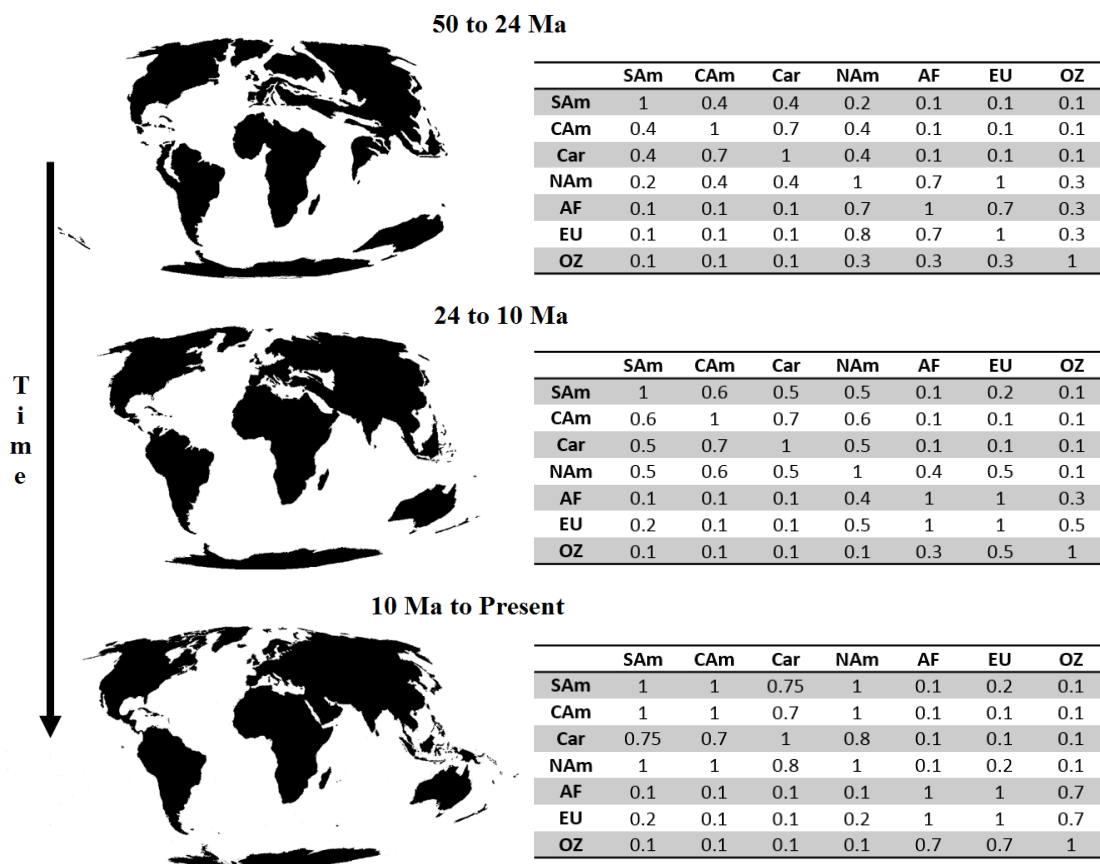 50 to 24 Ma
SAm CAm Car NAm AF EU OZ
SAm 1 0.4 0.4 0.2 0.1 0.1 0.1
CAm 0.4 1 0.7 0.4 0.1 0.1 0.1
Car 0.4 0.7 1 0.4 0.1 0.1 0.1
NAm 0.2 0.4 0.4 1 0.7 1 0.3
AF 0.1 0.1 0.1 0.7 1 0.7 0.3
EU 0.1 0.1 0.1 0.8 0.7 1 0.3
OZ 0.1 0.1 0.1 0.3 0.3 0.3 1
Time
24 to 10 Ma
SAm CAm Car NAm AF EU OZ
SAm 1 0.6 0.5 0.5 0.1 0.2 0.1
CAm 0.6 1 0.7 0.6 0.1 0.1 0.1
Car 0.5 0.7 1 0.5 0.1 0.1 0.1
NAm 0.5 0.6 0.5 1 0.4 0.5 0.1
AF 0.1 0.1 0.1 0.4 1 1 0.3
EU 0.2 0.1 0.1 0.5 1 1 0.5
OZ 0.1 0.1 0.1 0.1 0.3 0.5 1
10 Ma to Present
SAm CAm Car NAm AF EU OZ
SAm 1 1 0.75 1 0.1 0.2 0.1
CAm 1 1 0.7 1 0.1 0.1 0.1
Car 0.75 0.7 1 0.8 0.1 0.1 0.1
NAm 1 1 0.8 1 0.1 0.2 0.1
AF 0.1 0.1 0.1 0.1 1 1 0.7
EU 0.2 0.1 0.1 0.2 1 1 0.7
OZ 0.1 0.1 0.1 0.1 0.7 0.7 1